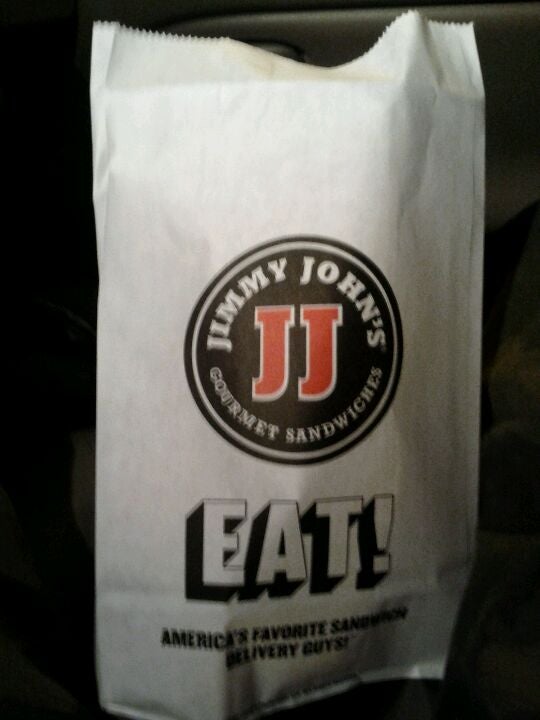 JIMMY JOHN'S®
JJ
GOURMET SANDWICHES
EAT!
AMERICA'S FAVORITE SANDWICH
DELIVERY GUYS!